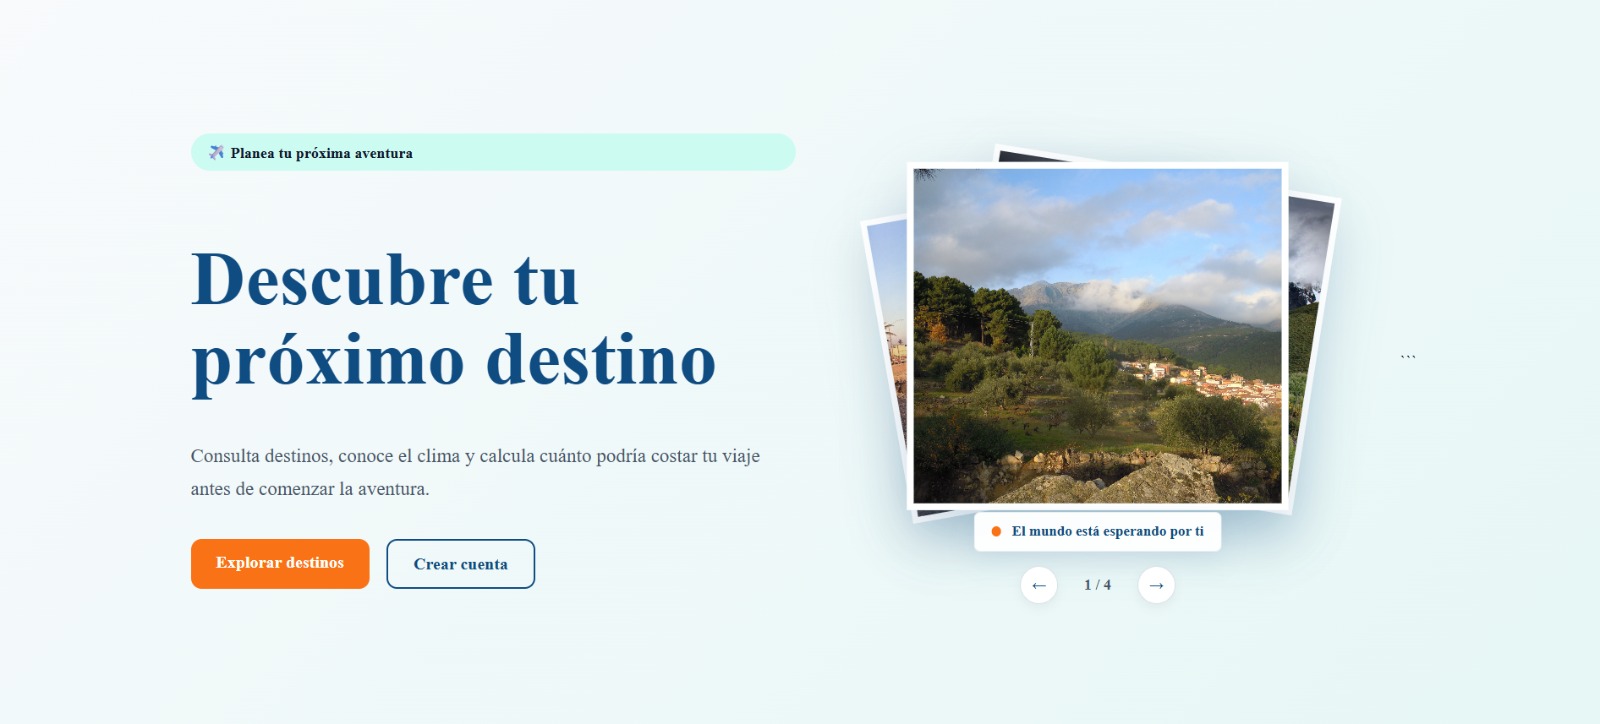 ✈️ Planea tu próxima aventura
Descubre tu
próximo destino
Consulta destinos, conoce el clima y calcula cuánto podría costar tu viaje
antes de comenzar la aventura.
Explorar destinos
Crear cuenta
El mundo está esperando por ti
← 1 / 4 →
```